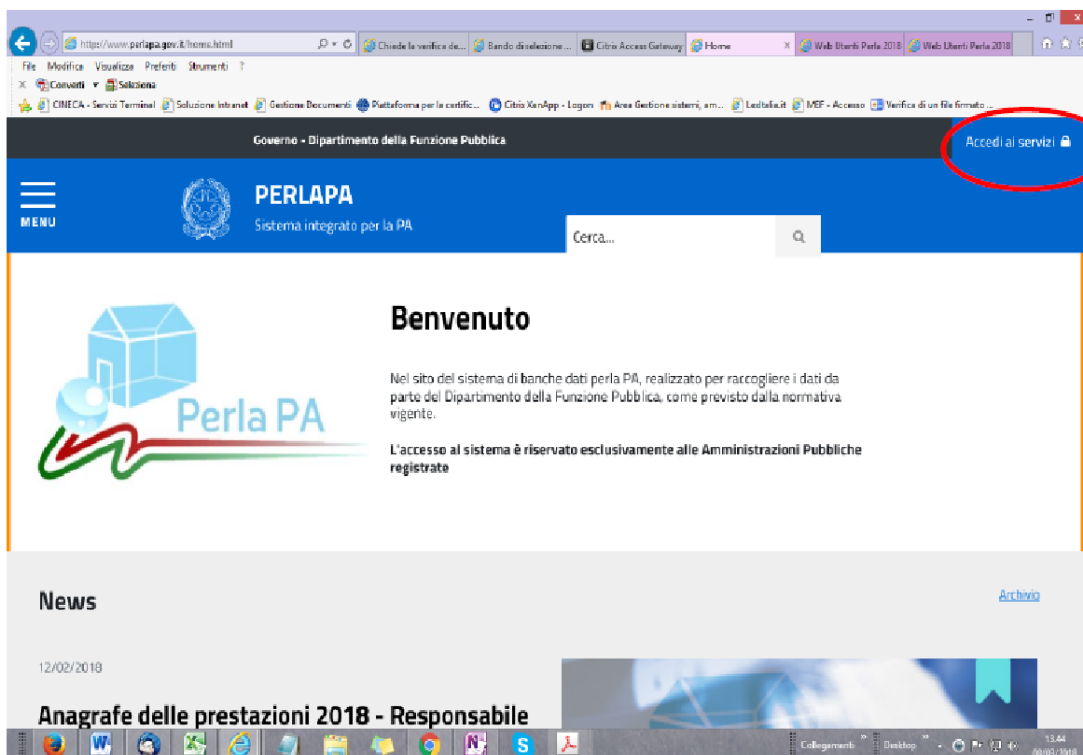 http://www.perlapa.gov.it/home.html
Chiede la verifica de...
Bando di selezione ...
Citrix Access Gateway
Home
Web Utenti Perla 2018
Web Utenti Perla 2018
File Modifica Visualizza Preferiti Strumenti ?
Converti Seleziona
CINECA - Servizi Terminal
Soluzione Intranet
Gestione Documenti
Piattaforma per la certific...
Citrix XenApp - Logon
Area Gestione sistemi, am...
LedItalia.it
MEF - Accesso
Verifica di un file firmato ...
Governo - Dipartimento della Funzione Pubblica
Accedi ai servizi
MENU
PERLAPA
Sistema integrato per la PA
Cerca...
Perla PA
Benvenuto
Nel sito del sistema di banche dati perla PA, realizzato per raccogliere i dati da
parte del Dipartimento della Funzione Pubblica, come previsto dalla normativa
vigente.
L'accesso al sistema è riservato esclusivamente alle Amministrazioni Pubbliche
registrate
News
Archivio
12/02/2018
Anagrafe delle prestazioni 2018 - Responsabile
Collegamenti
Desktop
13.44